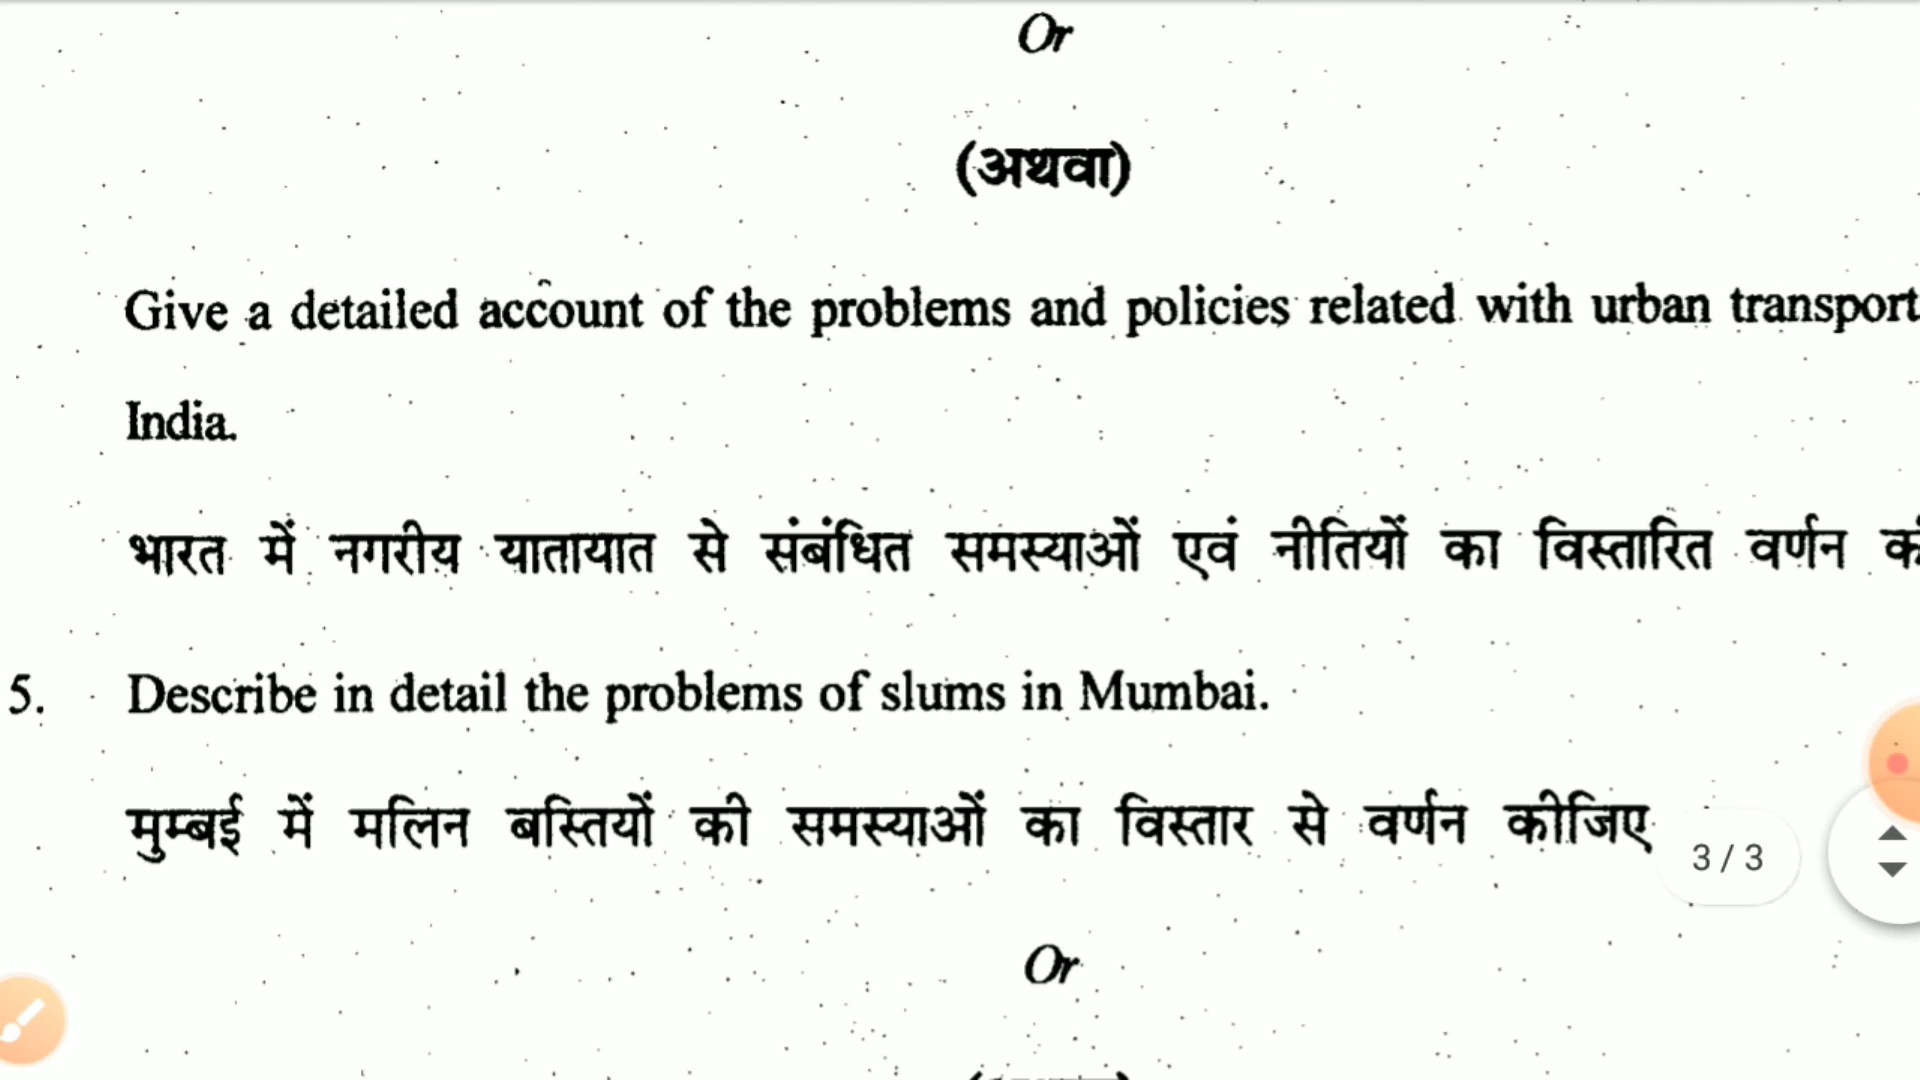 Or
(अथवा)
Give a detailed account of the problems and policies related with urban transport
India.
भारत में नगरीय यातायात से संबंधित समस्याओं एवं नीतियों का विस्तारित वर्णन
5. Describe in detail the problems of slums in Mumbai.
मुम्बई में मलिन बस्तियों की समस्याओं का विस्तार से वर्णन कीजिए
3 / 3
Or